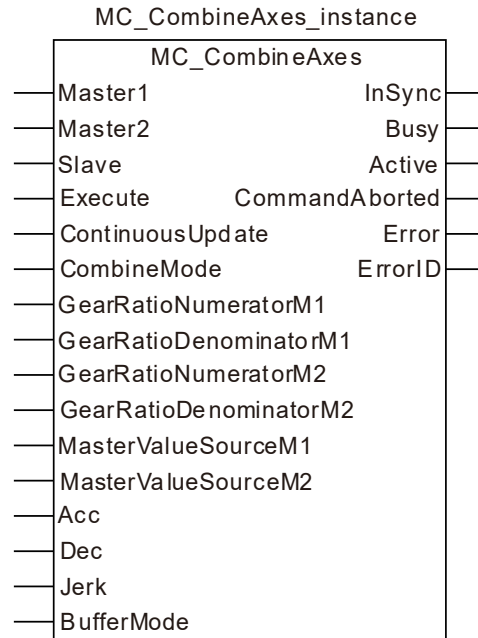 MC_CombineAxes_instance
MC_CombineAxes
Master1 InSync
Master2 Busy
Slave Active
Execute CommandAborted
ContinuousUpdate Error
CombineMode ErrorID
GearRatioNumeratorM1
GearRatioDenominatorM1
GearRatioNumeratorM2
GearRatioDenominatorM2
MasterValueSourceM1
MasterValueSourceM2
Acc
Dec
Jerk
BufferMode